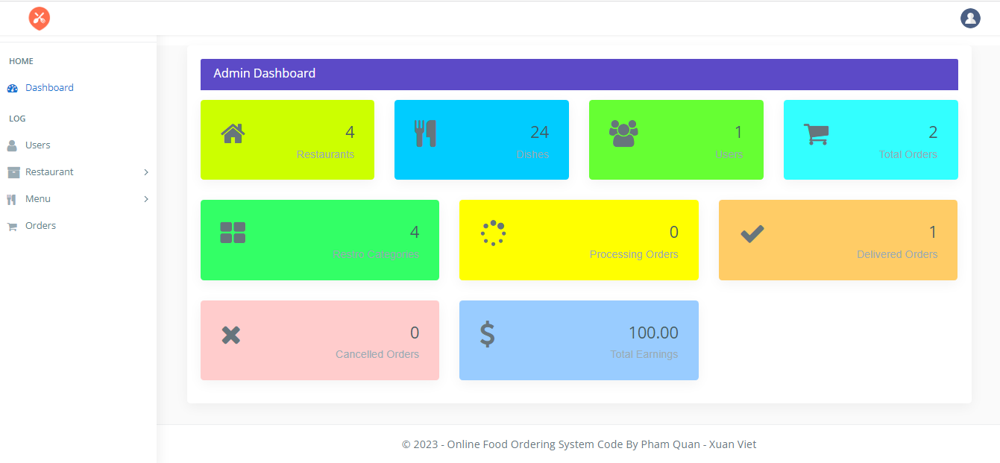 HOME
Dashboard
LOG
Users
Restaurant
Menu
Orders
Admin Dashboard
4
Restaurants
24
Dishes
1
Users
2
Total Orders
4
Restro Categories
0
Processing Orders
1
Delivered Orders
0
Cancelled Orders
100.00
Total Earnings
© 2023 - Online Food Ordering System Code By Pham Quan - Xuan Viet